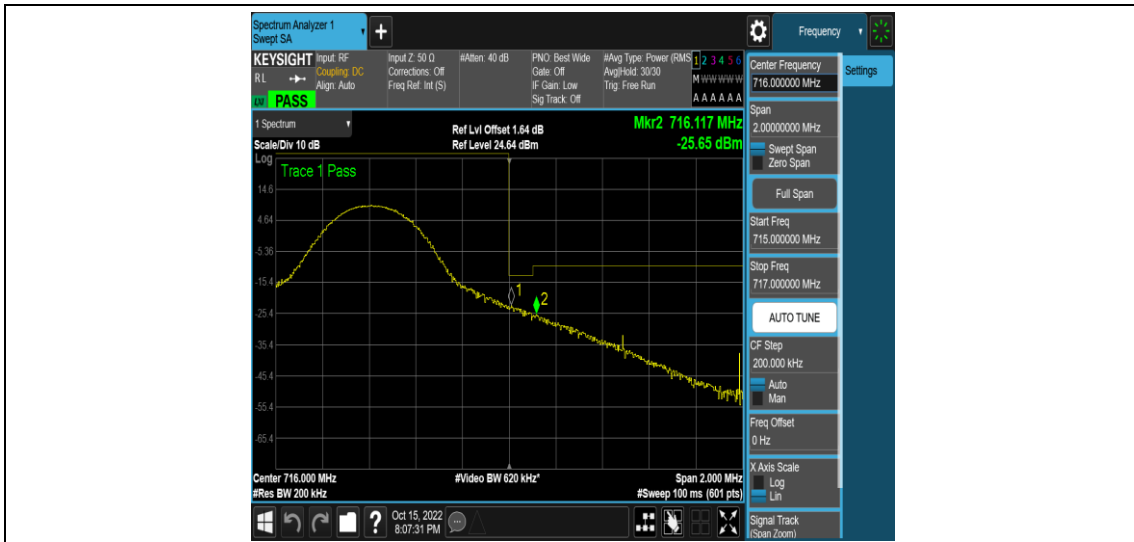 Spectrum Analyzer 1
Swept SA
+
Frequency
KEYSIGHT
RL
LM PASS
Input: RF
Coupling: DC
Align: Auto
Input Z: 50 Ω
Corrections: Off
Freq Ref: Int (S)
#Atten: 40 dB
PNO: Best Wide
Gate: Off
IF Gain: Low
Sig Track: Off
#Avg Type: Power (RMS
Avg|Hold: 30/30
Trig: Free Run
1 2 3 4 5 6
M W W W W W
A A A A A A
1 Spectrum
Scale/Div 10 dB
Ref Lvl Offset 1.64 dB
Ref Level 24.64 dBm
Mkr2 716.117 MHz
-25.65 dBm
Log
Trace 1 Pass
14.6
4.64
-5.36
-15.4
-25.4
-35.4
-45.4
-55.4
-65.4
1
2
Center 716.000 MHz
#Res BW 200 kHz
#Video BW 620 kHz*
Span 2.000 MHz
#Sweep 100 ms (601 pts)
?
Oct 15, 2022
8:07:31 PM
Center Frequency
716.000000 MHz
Settings
Span
2.00000000 MHz
Swept Span
Zero Span
Full Span
Start Freq
715.000000 MHz
Stop Freq
717.000000 MHz
AUTO TUNE
CF Step
200.000 kHz
Auto
Man
Freq Offset
0 Hz
X Axis Scale
Log
Lin
Signal Track
(Span Zoom)